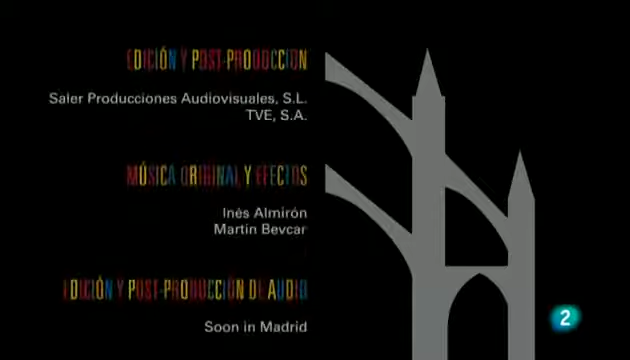 EDICIÓN Y POST-PRODUCCIÓN
Saler Producciones Audiovisuales, S.L.
TVE, S.A.
MÚSICA ORIGINAL Y EFECTOS
Inès Almirón
Martín Bevcar
EDICIÓN Y POST-PRODUCCIÓN DE AUDIO
Soon in Madrid
2